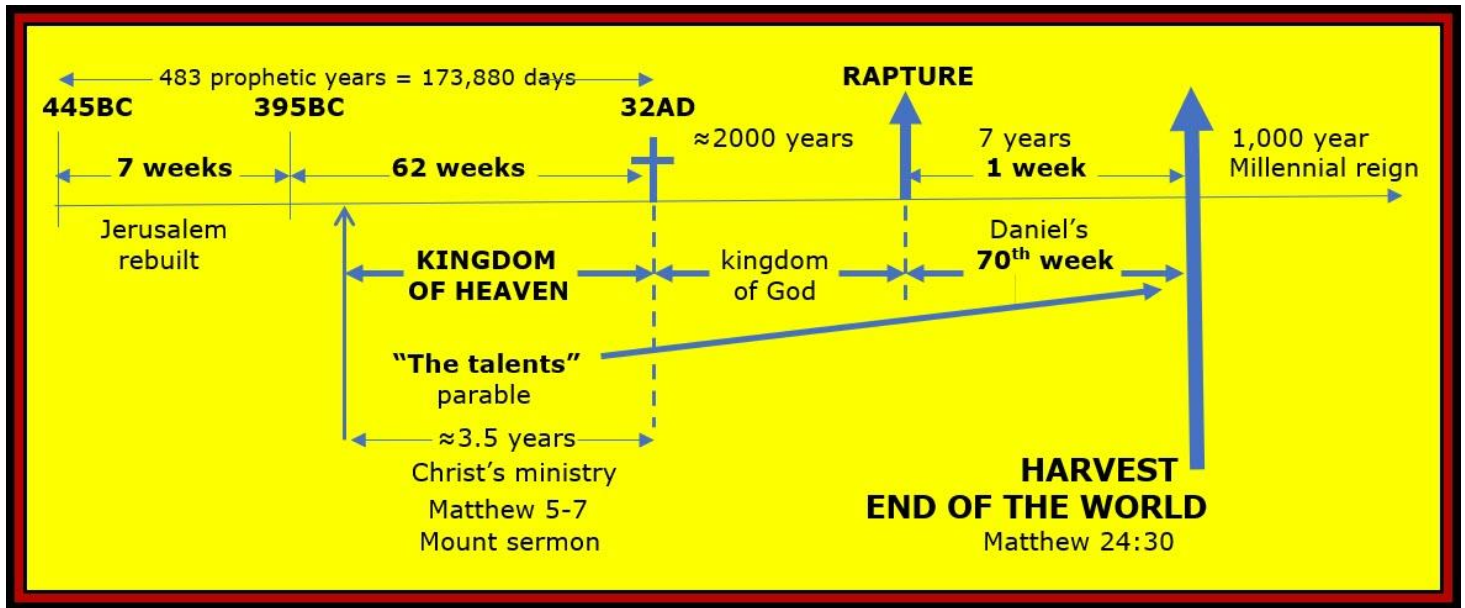 483 prophetic years = 173,880 days
445BC 395BC 32AD RAPTURE
≈2000 years
7 weeks 62 weeks
7 years
1 week
1,000 year
Millennial reign
Jerusalem
rebuilt
KINGDOM
OF HEAVEN
kingdom
of God
Daniel’s
70th week
“The talents”
parable
≈3.5 years
Christ’s ministry
Matthew 5-7
Mount sermon
HARVEST
END OF THE WORLD
Matthew 24:30